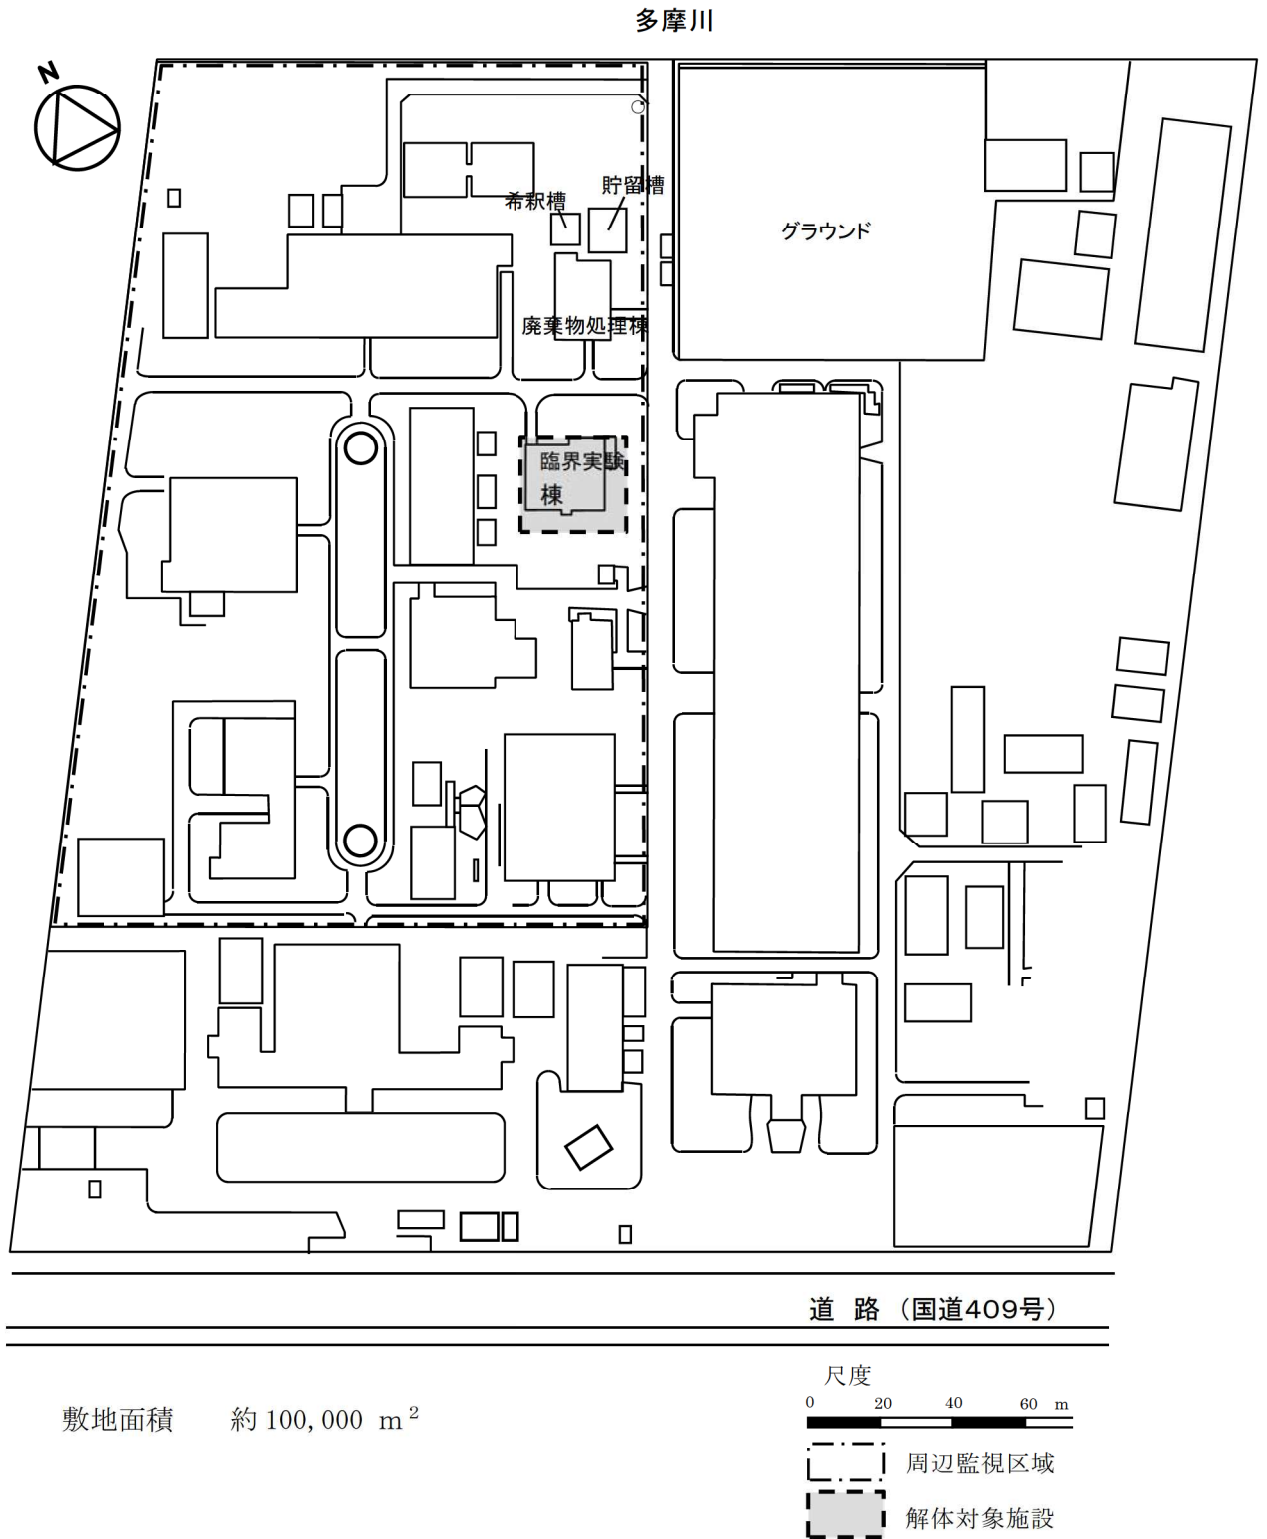 多摩川
N
貯留槽
希釈槽
グラウンド
廃棄物処理棟
臨界実験
棟
道 路 (国道409号)
尺度
0 20 40 60 m
敷地面積 約100,000 m²
周辺監視区域
解体対象施設